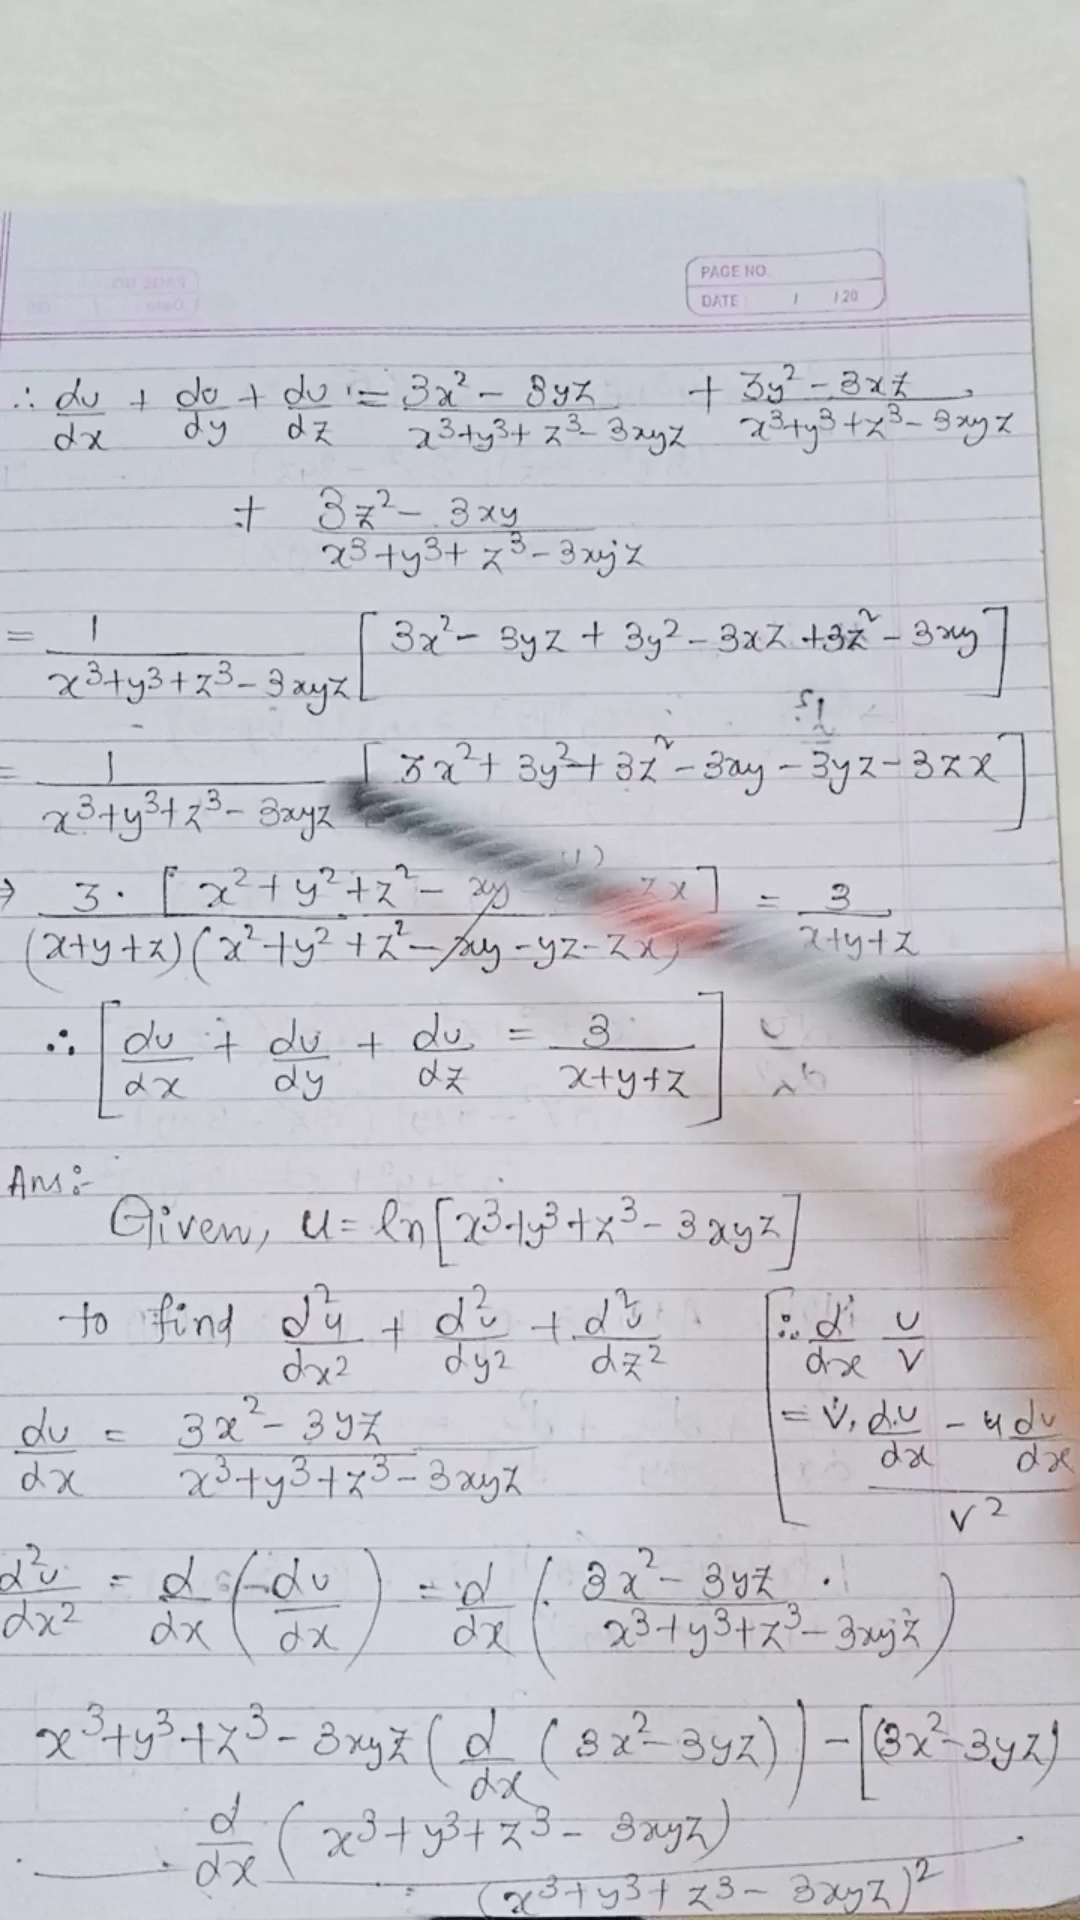 PAGE NO.
DATE / /20
∴ du/dx + du/dy + du/dz = (3x² - 3yz)/(x³+y³+z³-3xyz) + (3y² - 3xz)/(x³+y³+z³-3xyz)
+ (3z² - 3xy)/(x³+y³+z³-3xyz)
= 1/(x³+y³+z³-3xyz) [3x² - 3yz + 3y² - 3xz + 3z² - 3xy]
= 1/(x³+y³+z³-3xyz) [3x² + 3y² + 3z² - 3xy - 3yz - 3zx]
⇒ 3·[x² + y² + z² - xy zx]/(x+y+z)(x²+y²+z²-xy-yz-zx) = 3/(x+y+z)
∴ [du/dx + du/dy + du/dz = 3/(x+y+z)]
Ans:-
Given, u = ln[x³+y³+z³-3xyz]
to find d²u/dx² + d²u/dy² + d²u/dz² [∵ d/dx u/v
du/dx = (3x² - 3yz)/(x³+y³+z³-3xyz) = (v. du/dx - u dv/dx)/v²
d²u/dx² = d/dx (du/dx) = d/dx ((3x² - 3yz)/(x³+y³+z³-3xyz))
x³+y³+z³-3xyz (d/dx (3x² - 3yz)) - [(3x² - 3yz)
d/dx (x³+y³+z³-3xyz)
(x³+y³+z³-3xyz)²